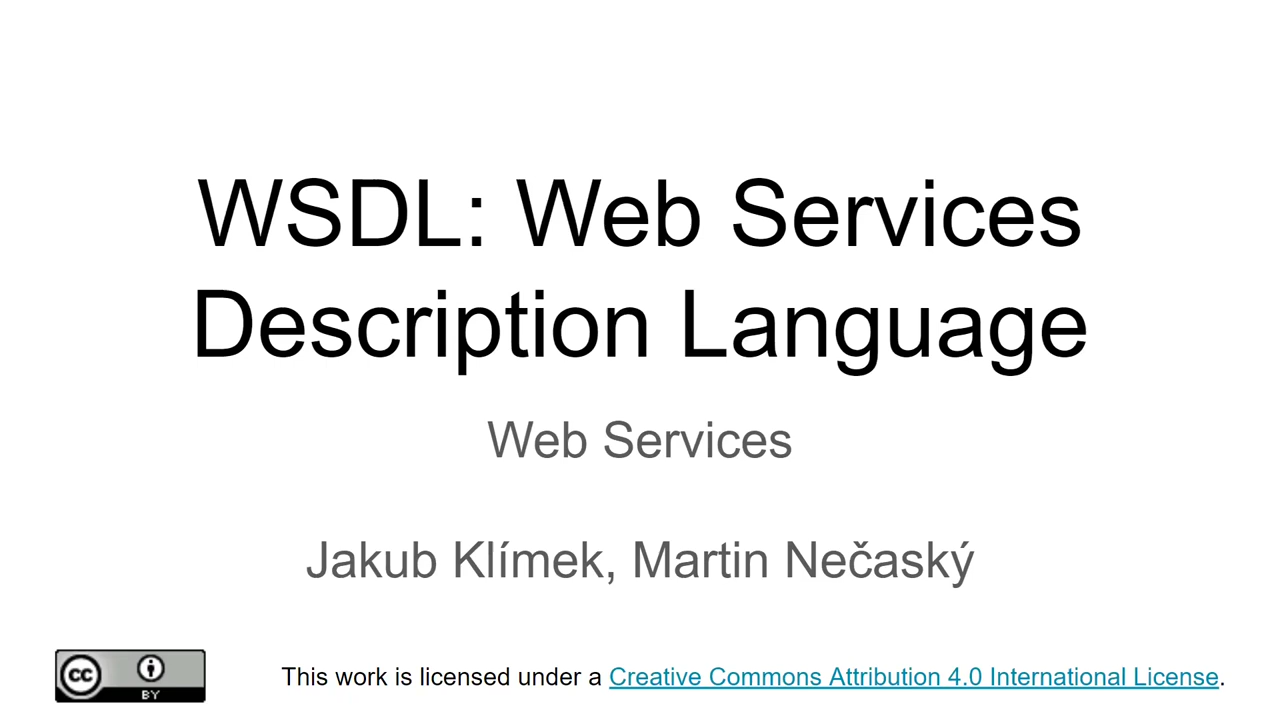 WSDL: Web Services
Description Language
Web Services
Jakub Klímek, Martin Nečaský
cc BY
This work is licensed under a Creative Commons Attribution 4.0 International License.